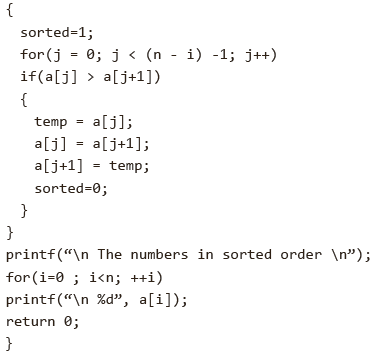 {
sorted=1;
for(j = 0; j < (n - i) -1; j++)
if(a[j] > a[j+1])
{
temp = a[j];
a[j] = a[j+1];
a[j+1] = temp;
sorted=0;
}
}
printf(“\n The numbers in sorted order \n”);
for(i=0 ; i<n; ++i)
printf(“\n %d”, a[i]);
return 0;
}